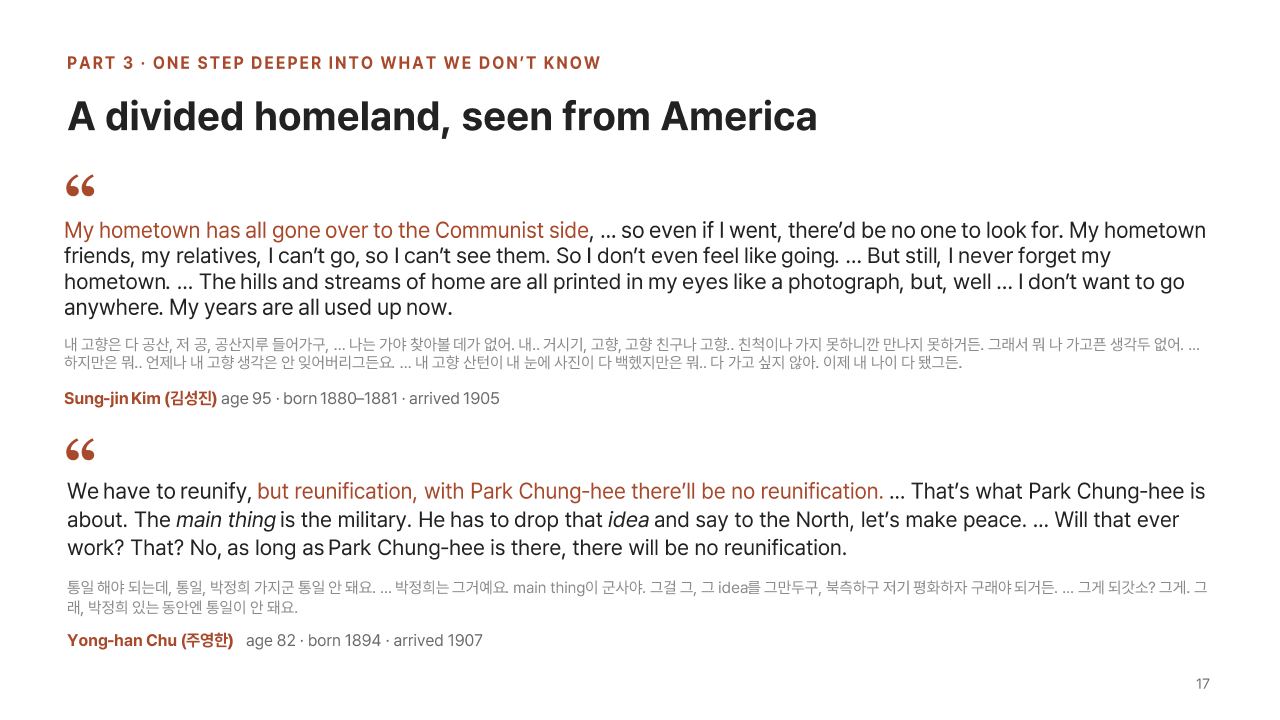 PART 3 · ONE STEP DEEPER INTO WHAT WE DON’T KNOW
A divided homeland, seen from America
“
My hometown has all gone over to the Communist side, ... so even if I went, there’d be no one to look for. My hometown
friends, my relatives, I can’t go, so I can’t see them. So I don’t even feel like going. ... But still, I never forget my
hometown. ... The hills and streams of home are all printed in my eyes like a photograph, but, well ... I don’t want to go
anywhere. My years are all used up now.
내 고향은 다 공산, 저 공, 공산지루 들어가구, ... 나는 가야 찾아볼 데가 없어. 내.. 거시기, 고향, 고향 친구나 고향.. 친척이나 가지 못하니깐 만나지 못하거든. 그래서 뭐 나 가고픈 생각두 없어. ...
하지만은 뭐.. 언제나 내 고향 생각은 안 잊어버리그든요. ... 내 고향 산턴이 내 눈에 사진이 다 백혔지만은 뭐.. 다 가고 싶지 않아. 이제 내 나이 다 됐그든.
Sung-jin Kim (김성진) age 95 · born 1880–1881 · arrived 1905
“
We have to reunify, but reunification, with Park Chung-hee there’ll be no reunification. ... That’s what Park Chung-hee is
about. The main thing is the military. He has to drop that idea and say to the North, let’s make peace. ... Will that ever
work? That? No, as long as Park Chung-hee is there, there will be no reunification.
통일 해야 되는데, 통일, 박정희 가지군 통일 안 돼요. ... 박정희는 그거예요. main thing이 군사야. 그걸 그, 그 idea를 그만두구, 북측하구 저기 평화하자 구래야 되거든. ... 그게 되갓소? 그게. 그
래, 박정희 있는 동안엔 통일이 안 돼요.
Yong-han Chu (주영한) age 82 · born 1894 · arrived 1907
17